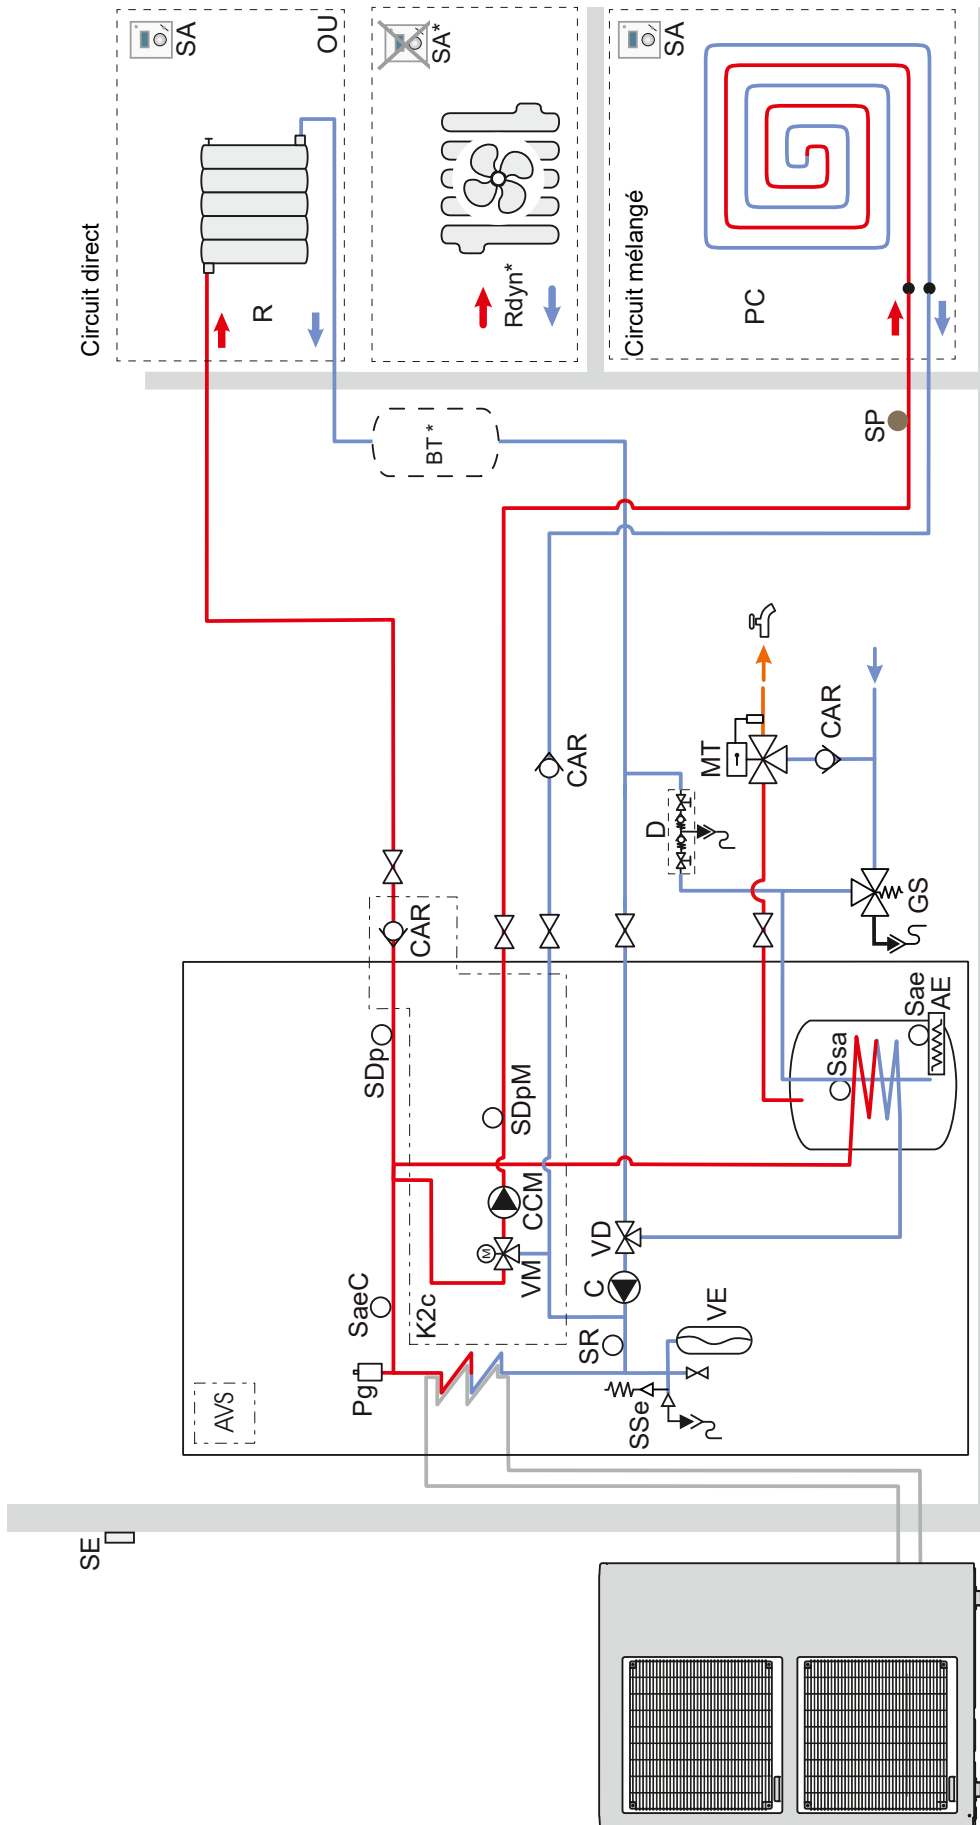 Circuit direct
SA
OU
R
SA*
Rdyn*
Circuit mélangé
SA
PC
BT*
SP
CAR
CAR
MT
CAR
D
GS
SDp
SDpM
Ssa
Sae
AE
CCM
VM
M
K2c
SaeC
Pg
VD
C
SR
VE
SSe
AVS
SE